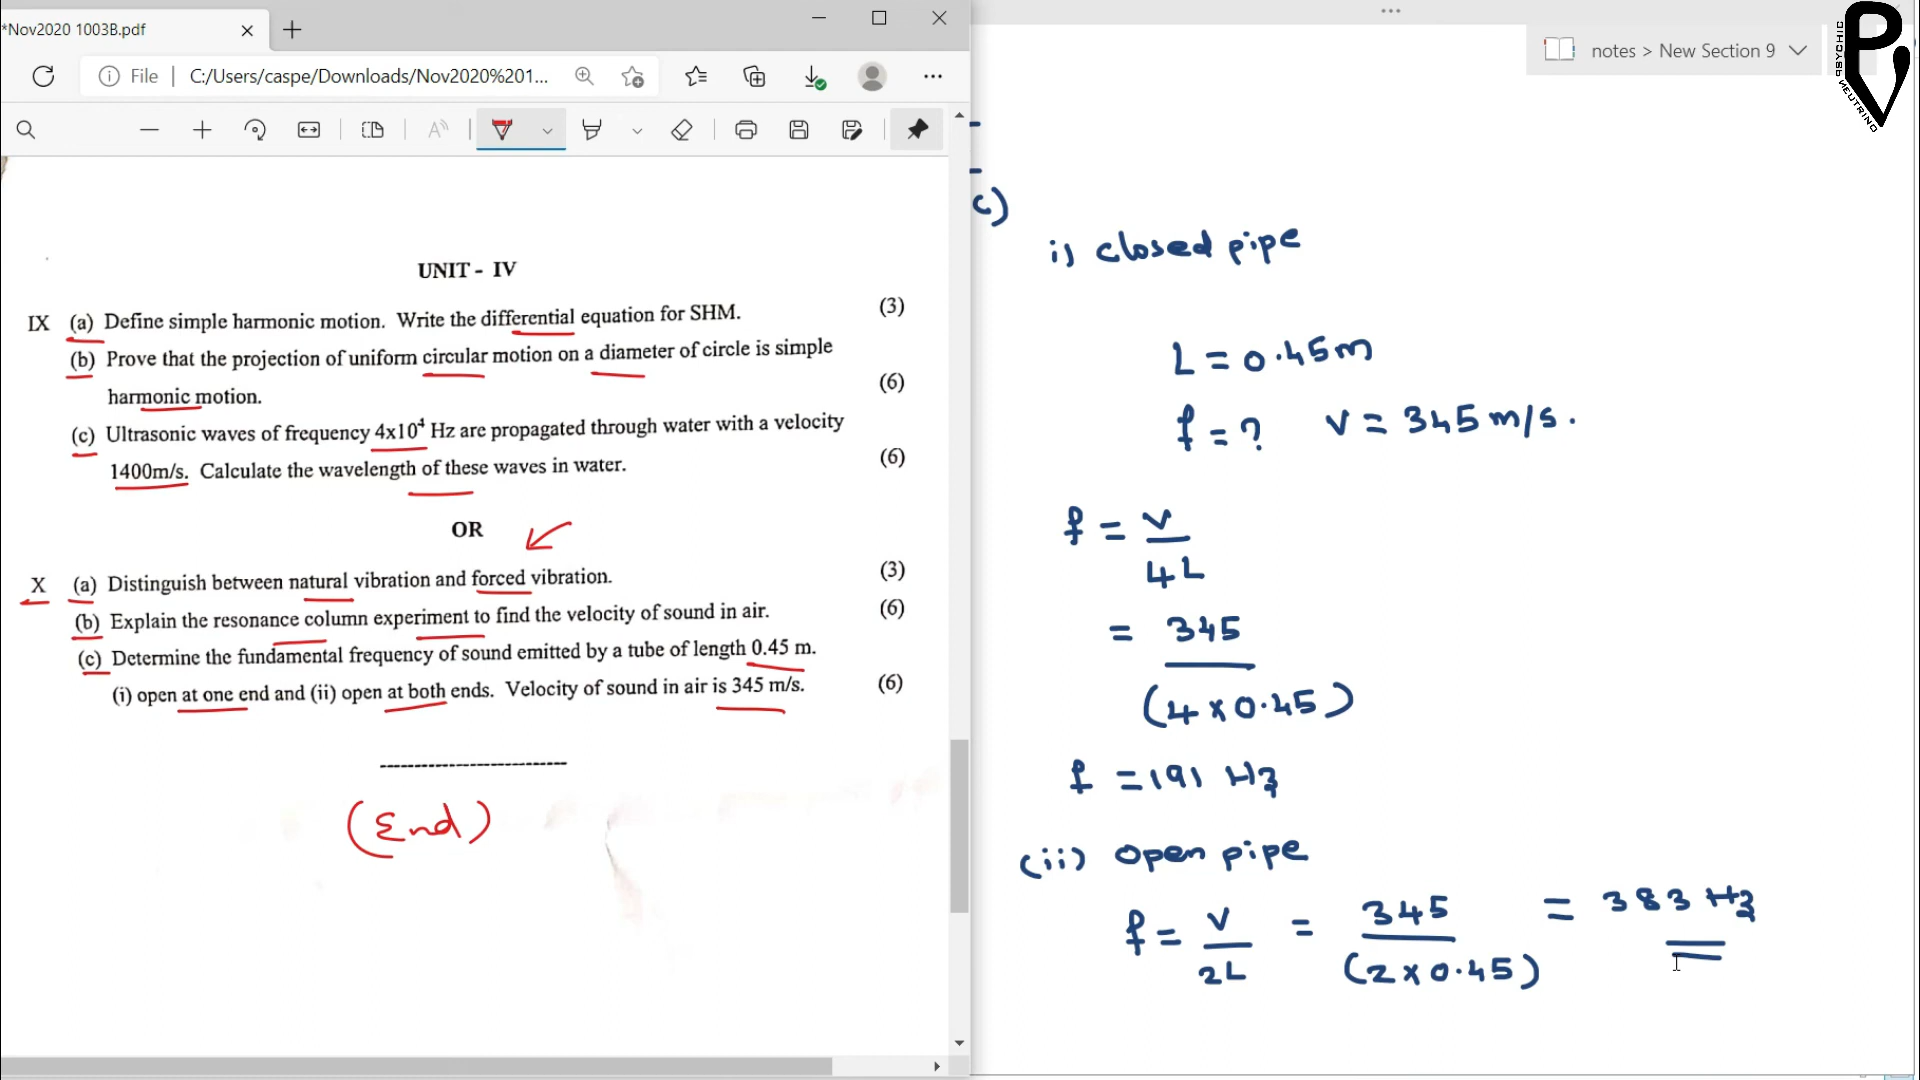 *Nov2020 1003B.pdf
File
C:/Users/caspe/Downloads/Nov2020%201...
UNIT - IV
IX (a) Define simple harmonic motion. Write the differential equation for SHM. (3)
(b) Prove that the projection of uniform circular motion on a diameter of circle is simple
harmonic motion. (6)
(c) Ultrasonic waves of frequency 4x10⁴ Hz are propagated through water with a velocity
1400m/s. Calculate the wavelength of these waves in water. (6)
OR
X (a) Distinguish between natural vibration and forced vibration. (3)
(b) Explain the resonance column experiment to find the velocity of sound in air. (6)
(c) Determine the fundamental frequency of sound emitted by a tube of length 0.45 m.
(i) open at one end and (ii) open at both ends. Velocity of sound in air is 345 m/s. (6)
(End)
notes > New Section 9
PSYCHIC
NEUTRINO
c)
i) closed pipe
L = 0.45m
f = ? v = 345 m/s.
f = v
4L
= 345
(4 x 0.45)
f = 191 Hz
(ii) open pipe
f = v = 345 = 383 Hz
2L (2 x 0.45)